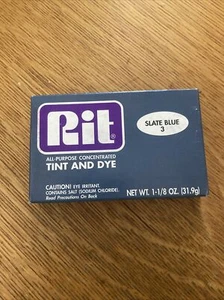 Rit®
SLATE BLUE
3
ALL-PURPOSE CONCENTRATED
TINT AND DYE
CAUTION! EYE IRRITANT.
CONTAINS SALT (SODIUM CHLORIDE).
Read Precautions On Back
NET WT. 1-1/8 OZ. (31.9g)